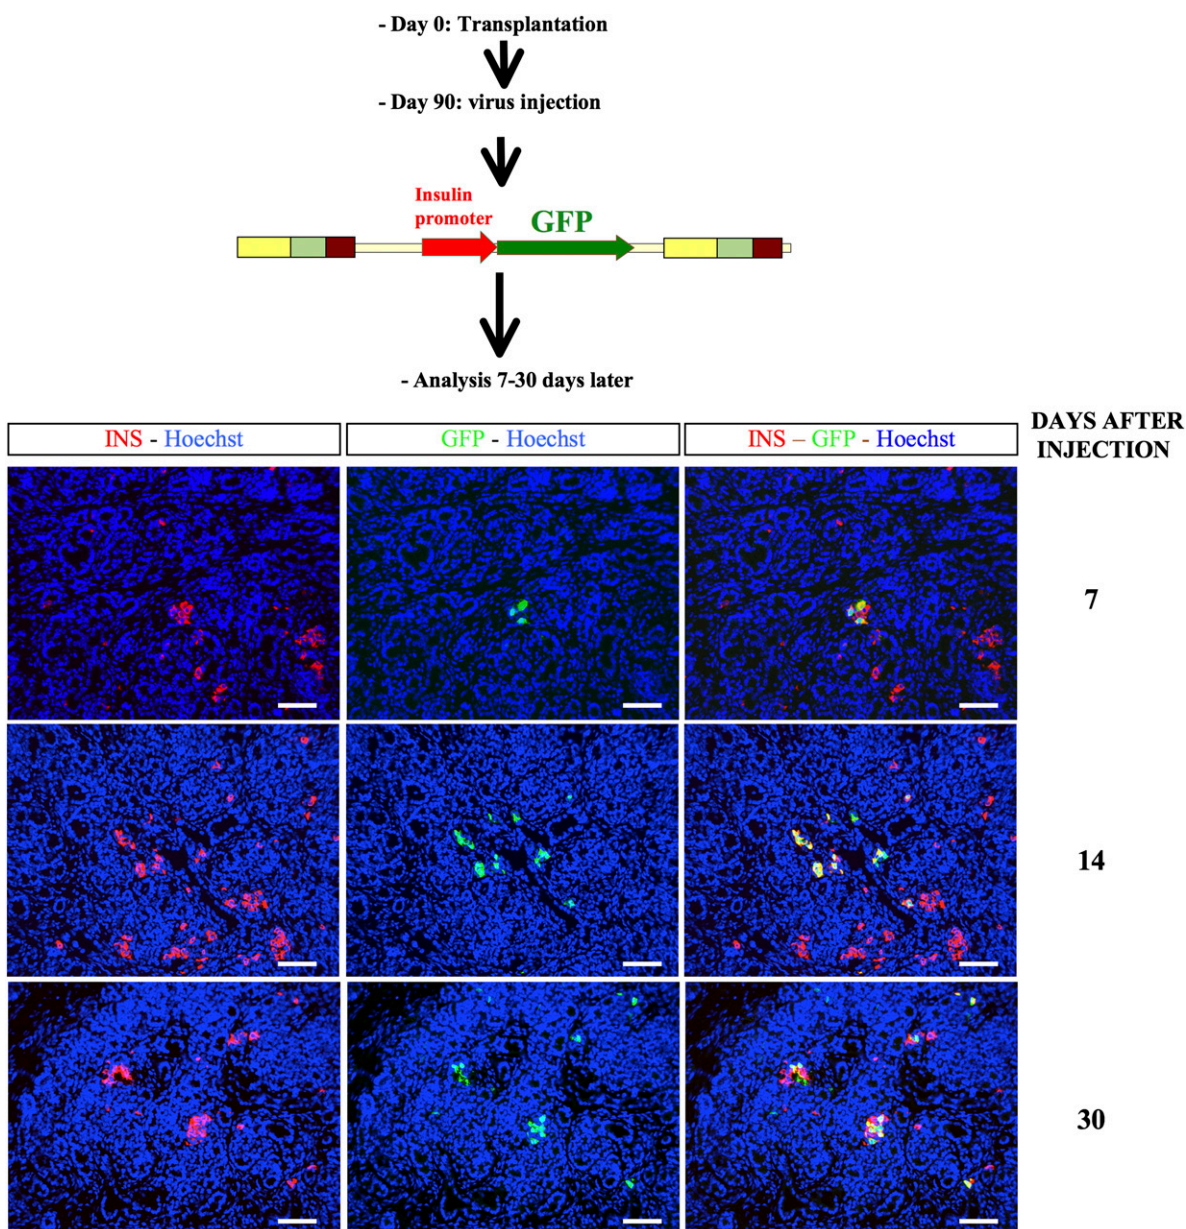 - Day 0: Transplantation
- Day 90: virus injection
Insulin
promoter
GFP
- Analysis 7-30 days later
INS - Hoechst
GFP - Hoechst
INS – GFP - Hoechst
DAYS AFTER
INJECTION
7
14
30